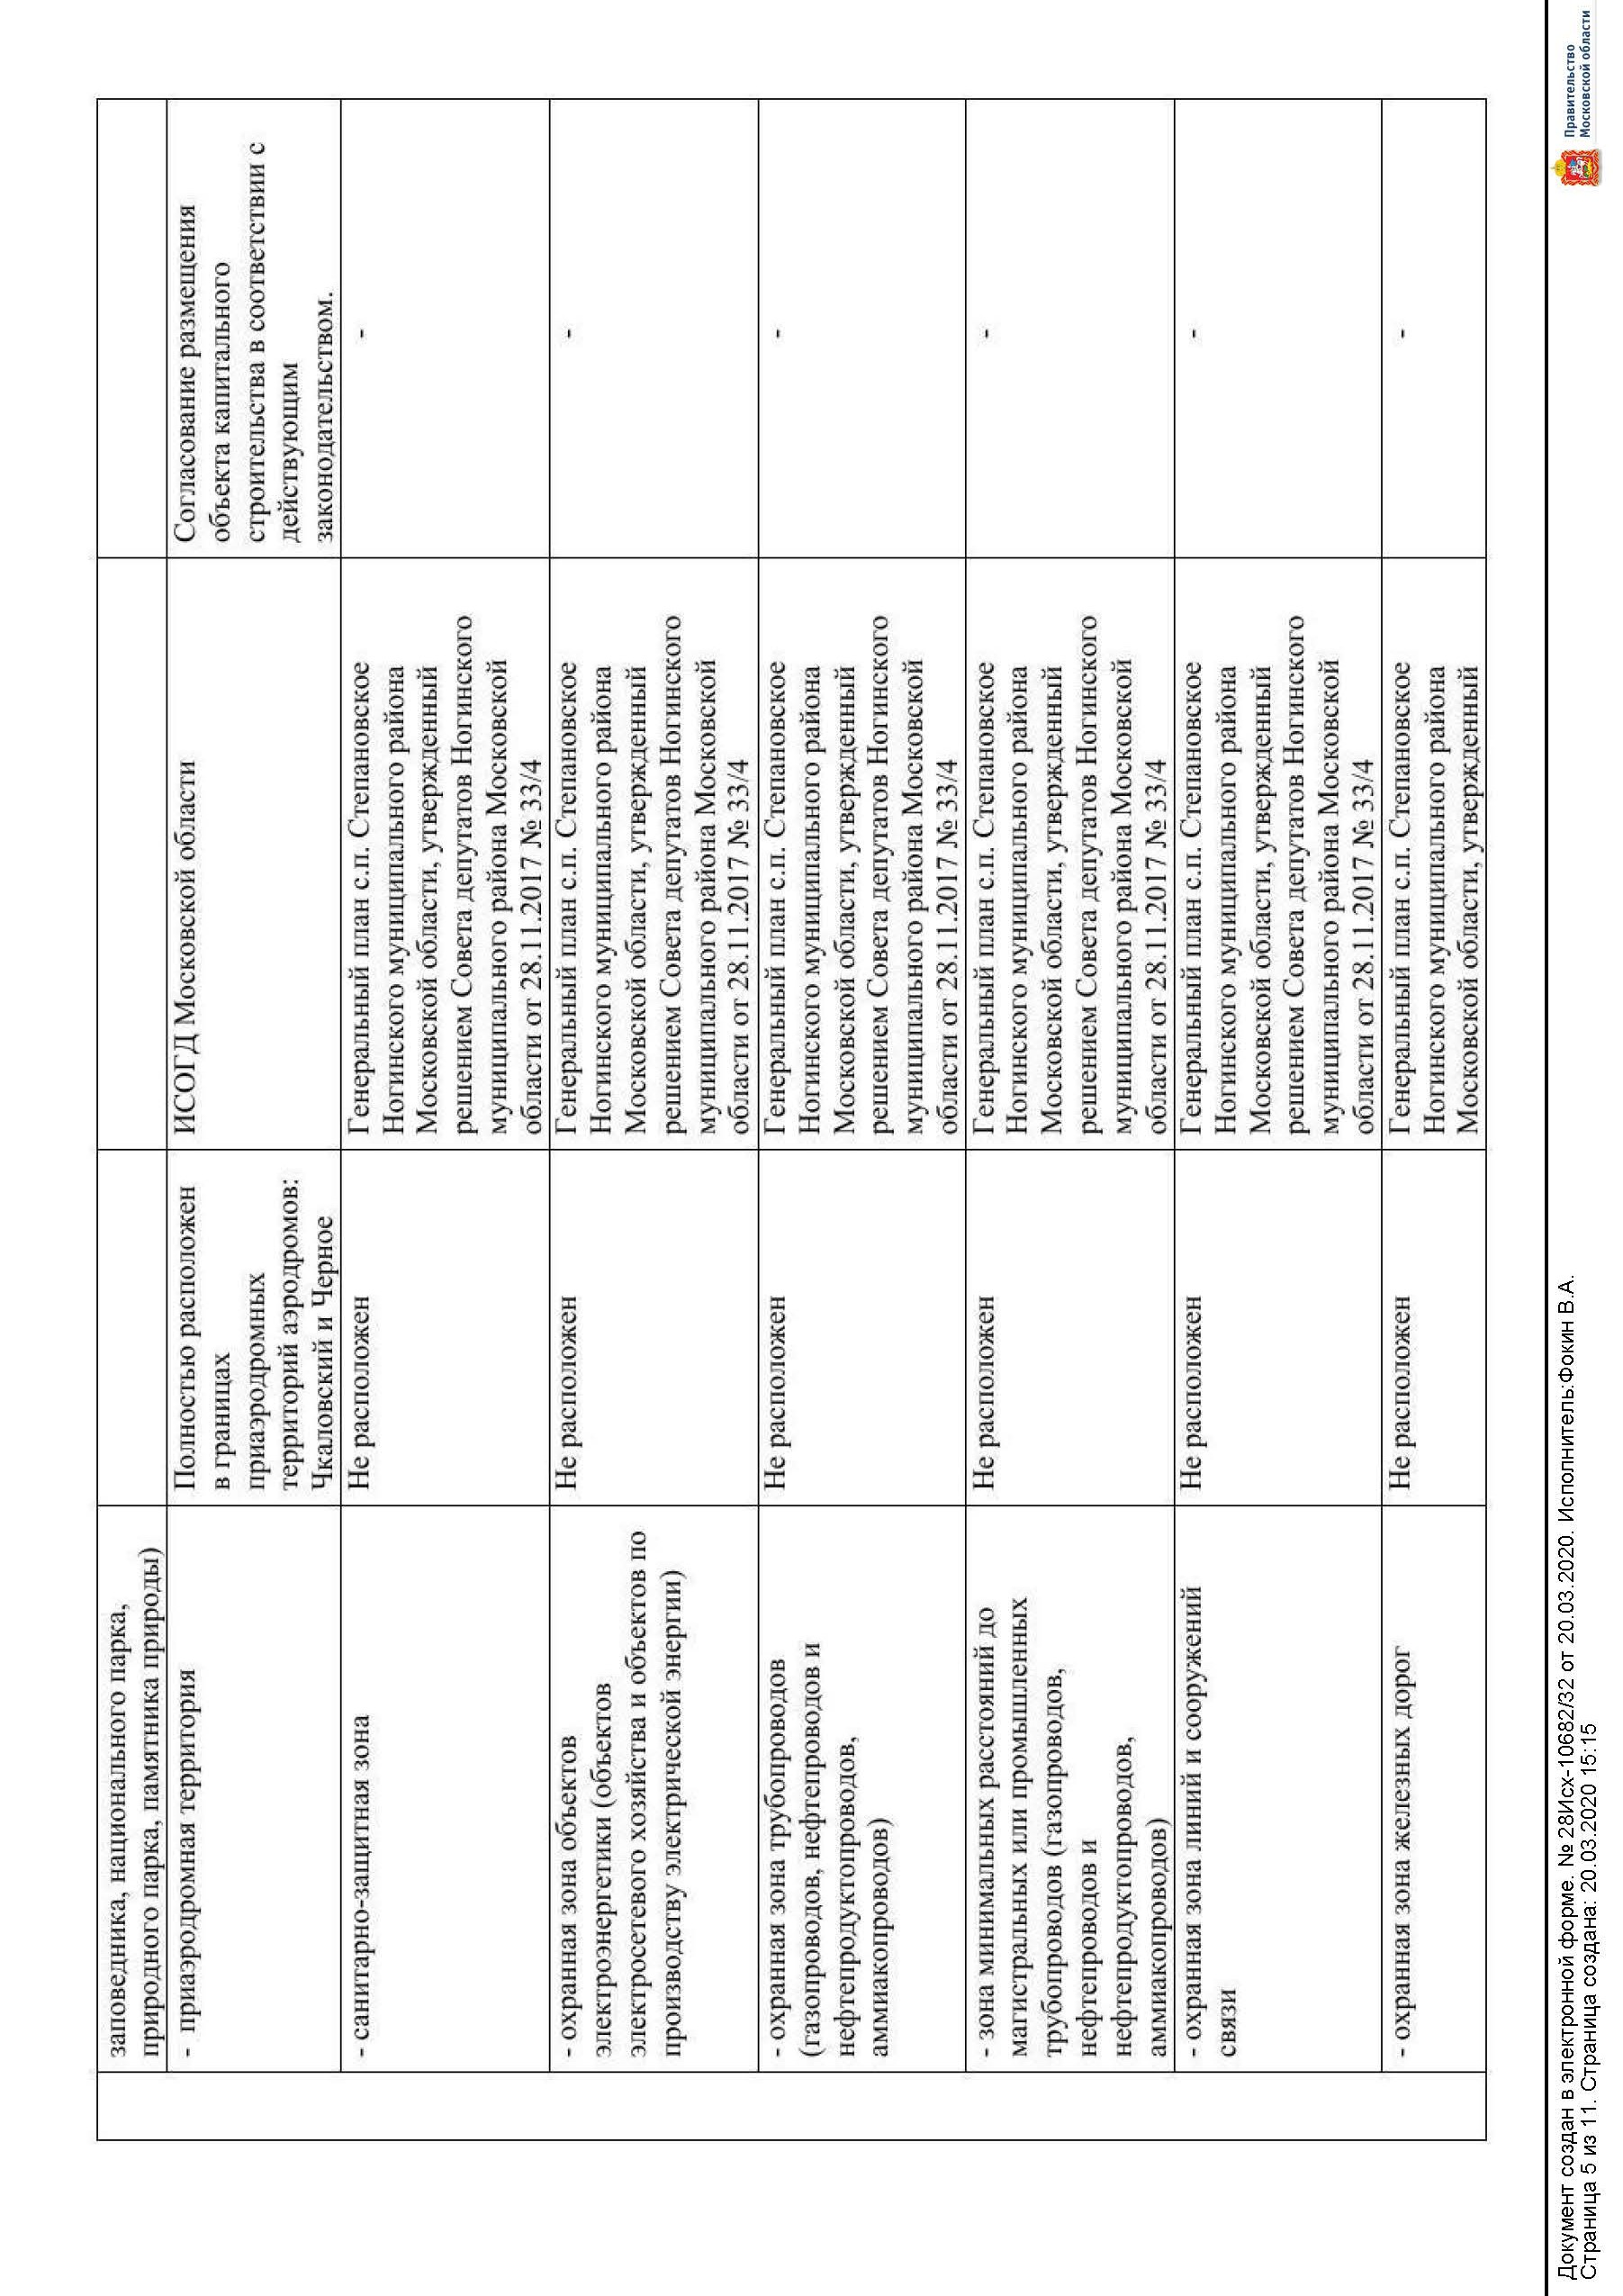 заповедника, национального парка,
природного парка, памятника природы)
- приаэродромная территория
Полностью расположен
в границах
приаэродромных
территорий аэродромов:
Чкаловский и Черное
ИСОГД Московской области
Согласование размещения
объекта капитального
строительства в соответствии с
действующим
законодательством.
- санитарно-защитная зона
Не расположен
Генеральный план с.п. Степановское
Ногинского муниципального района
Московской области, утвержденный
решением Совета депутатов Ногинского
муниципального района Московской
области от 28.11.2017 № 33/4
-
- охранная зона объектов
электроэнергетики (объектов
электросетевого хозяйства и объектов по
производству электрической энергии)
Не расположен
Генеральный план с.п. Степановское
Ногинского муниципального района
Московской области, утвержденный
решением Совета депутатов Ногинского
муниципального района Московской
области от 28.11.2017 № 33/4
-
- охранная зона трубопроводов
(газопроводов, нефтепроводов и
нефтепродуктопроводов,
аммиакопроводов)
Не расположен
Генеральный план с.п. Степановское
Ногинского муниципального района
Московской области, утвержденный
решением Совета депутатов Ногинского
муниципального района Московской
области от 28.11.2017 № 33/4
-
- зона минимальных расстояний до
магистральных или промышленных
трубопроводов (газопроводов,
нефтепроводов и
нефтепродуктопроводов,
аммиакопроводов)
Не расположен
Генеральный план с.п. Степановское
Ногинского муниципального района
Московской области, утвержденный
решением Совета депутатов Ногинского
муниципального района Московской
области от 28.11.2017 № 33/4
-
- охранная зона линий и сооружений
связи
Не расположен
Генеральный план с.п. Степановское
Ногинского муниципального района
Московской области, утвержденный
решением Совета депутатов Ногинского
муниципального района Московской
области от 28.11.2017 № 33/4
-
- охранная зона железных дорог
Не расположен
Генеральный план с.п. Степановское
Ногинского муниципального района
Московской области, утвержденный
-
Документ создан в электронной форме. № 28Исх-10682/32 от 20.03.2020. Исполнитель:Фокин В.А.
Страница 5 из 11. Страница создана: 20.03.2020 15:15
Правительство
Московской области